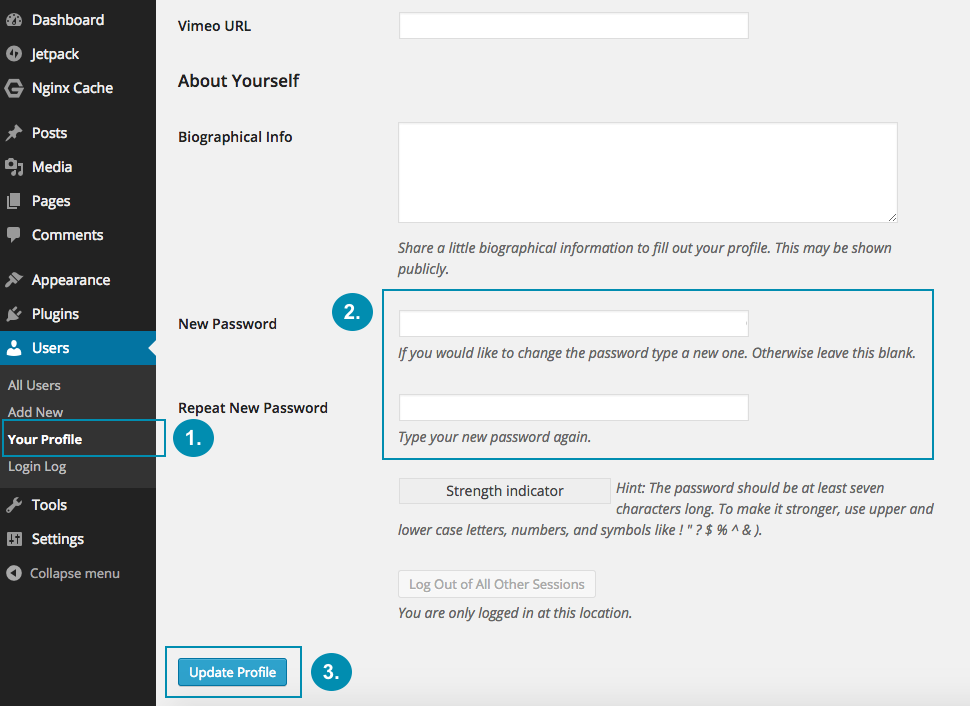 Dashboard
Jetpack
Nginx Cache
Posts
Media
Pages
Comments
Appearance
Plugins
Users
All Users
Add New
Your Profile
1.
Login Log
Tools
Settings
Collapse menu
Vimeo URL
About Yourself
Biographical Info
Share a little biographical information to fill out your profile. This may be shown
publicly.
2.
New Password
If you would like to change the password type a new one. Otherwise leave this blank.
Repeat New Password
Type your new password again.
Strength indicator
Hint: The password should be at least seven
characters long. To make it stronger, use upper and
lower case letters, numbers, and symbols like ! " ? $ % ^ & ).
Log Out of All Other Sessions
You are only logged in at this location.
Update Profile
3.